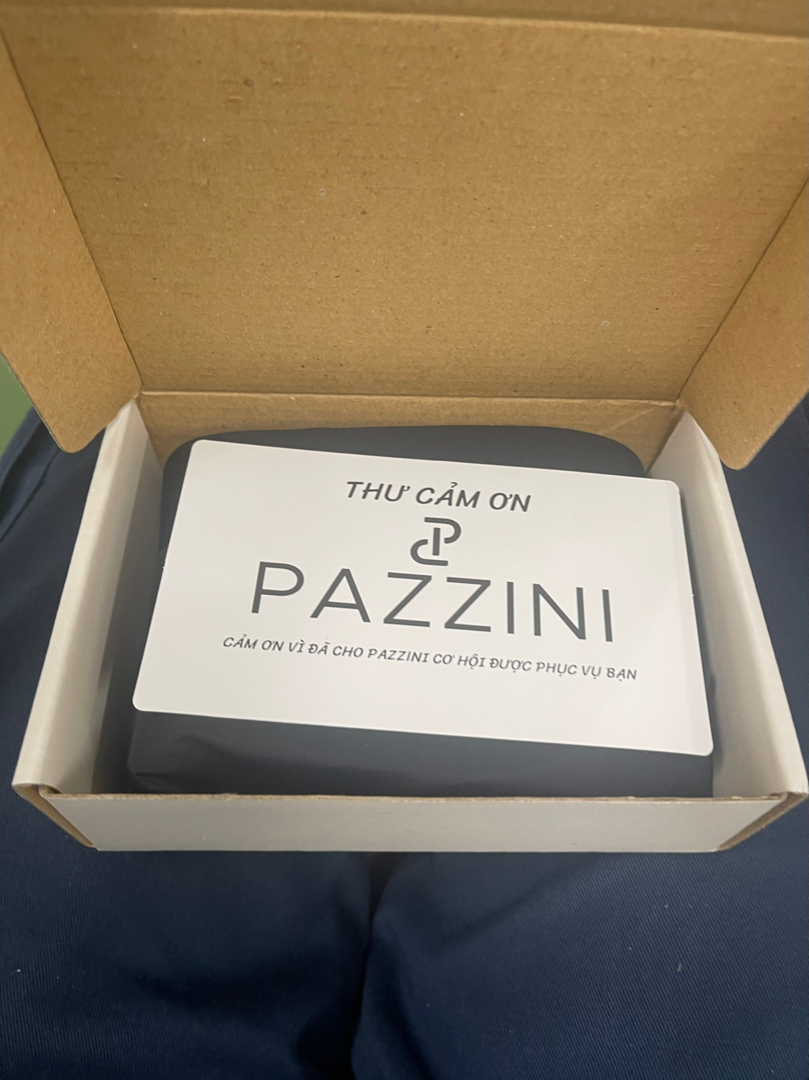 THƯ CẢM ƠN
PAZZINI
CẢM ƠN VÌ ĐÃ CHO PAZZINI CƠ HỘI ĐƯỢC PHỤC VỤ BẠN